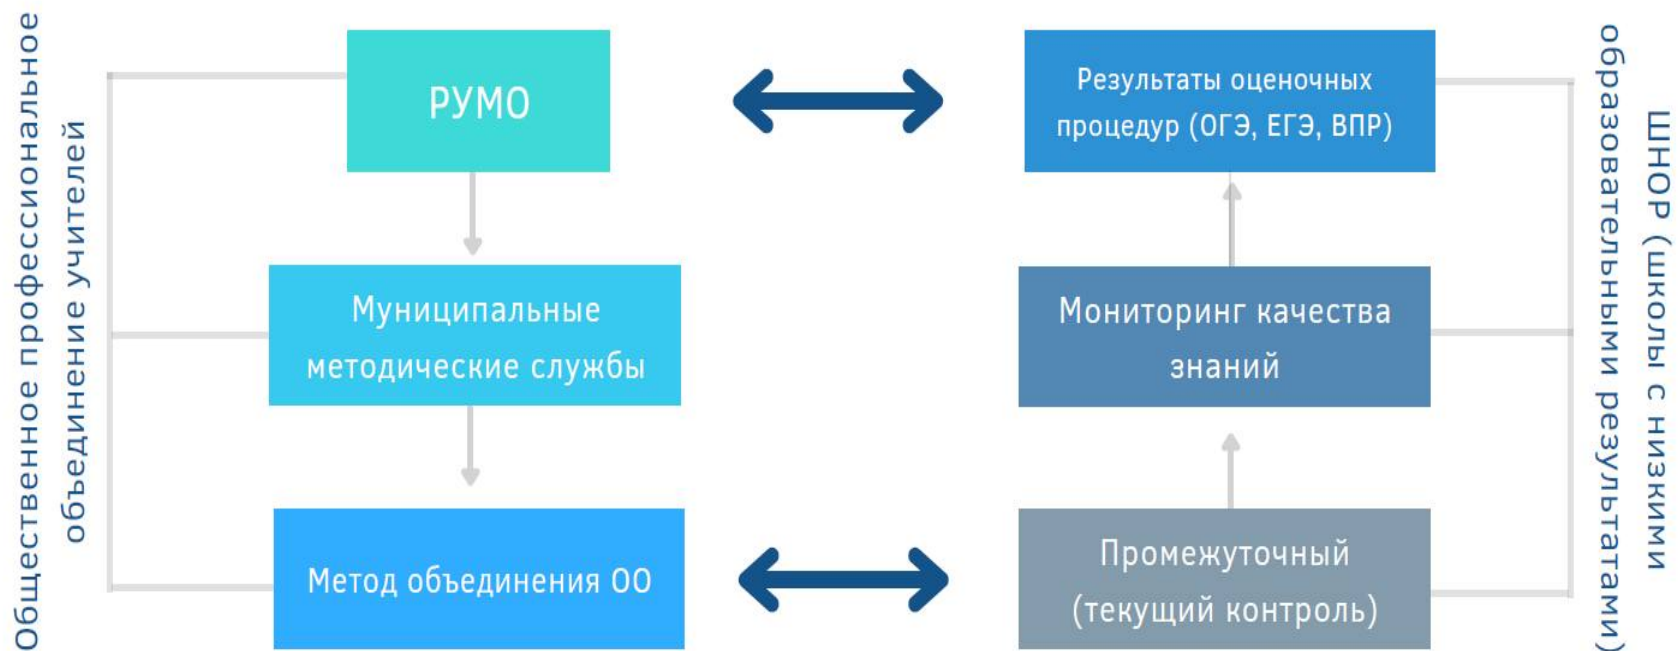 Общественное профессиональное
объединение учителей
РУМО
Муниципальные
методические службы
Метод объединения ОО
Результаты оценочных
процедур (ОГЭ, ЕГЭ, ВПР)
Мониторинг качества
знаний
Промежуточный
(текущий контроль)
ШНОР (школы с низкими
образовательными результатами)